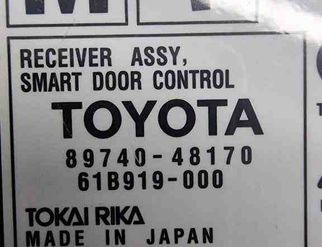 RECEIVER ASSY,
SMART DOOR CONTROL
TOYOTA
89740-48170
61B919-000
TOKAI RIKA
MADE IN JAPAN